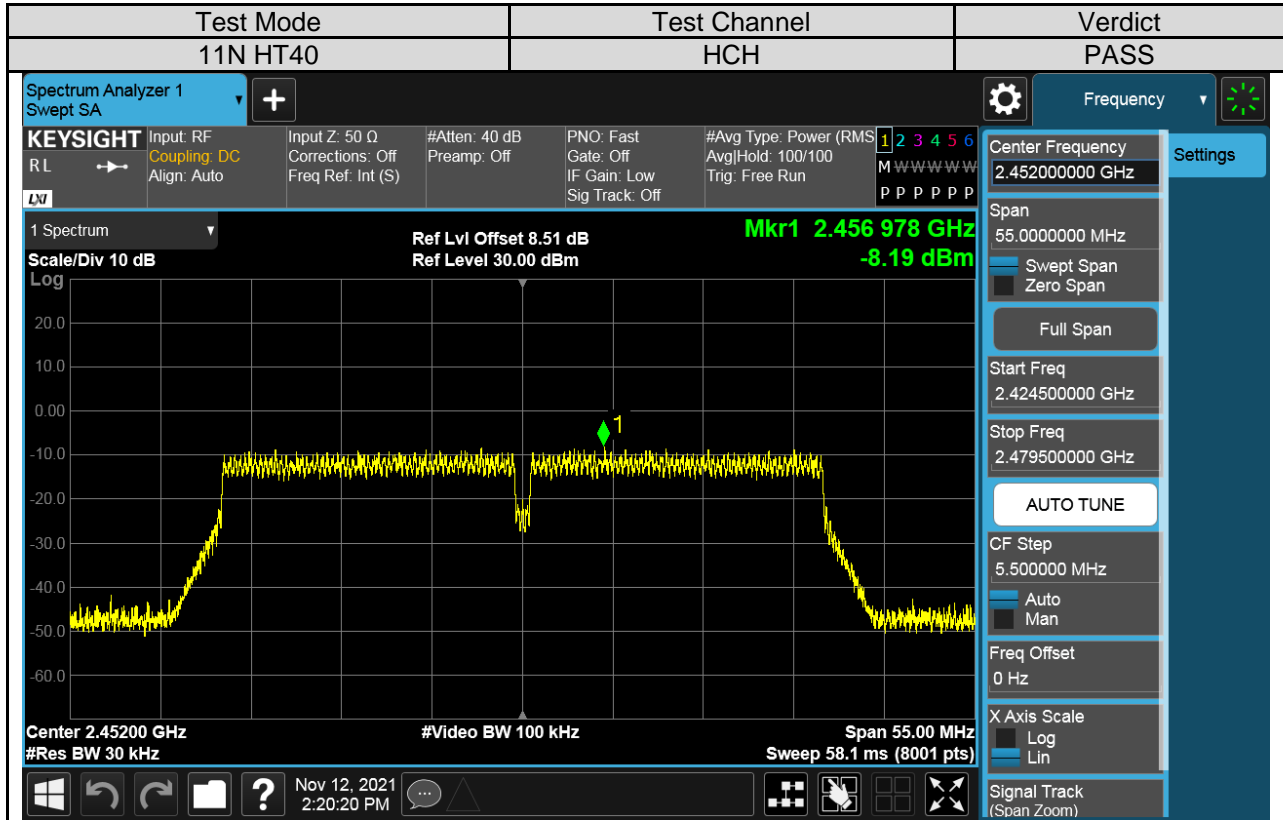 Test Mode Test Channel Verdict
11N HT40 HCH PASS
Spectrum Analyzer 1
Swept SA
+
Frequency
KEYSIGHT
RL
LXI
Input: RF
Coupling: DC
Align: Auto
Input Z: 50 Ω
Corrections: Off
Freq Ref: Int (S)
#Atten: 40 dB
Preamp: Off
PNO: Fast
Gate: Off
IF Gain: Low
Sig Track: Off
#Avg Type: Power (RMS
Avg|Hold: 100/100
Trig: Free Run
1 2 3 4 5 6
M W W W W W
P P P P P P
1 Spectrum
Scale/Div 10 dB
Log
Ref Lvl Offset 8.51 dB
Ref Level 30.00 dBm
Mkr1 2.456 978 GHz
-8.19 dBm
20.0
10.0
0.00
-10.0
-20.0
-30.0
-40.0
-50.0
-60.0
1
Center 2.45200 GHz
#Res BW 30 kHz
#Video BW 100 kHz
Span 55.00 MHz
Sweep 58.1 ms (8001 pts)
Center Frequency
2.452000000 GHz
Settings
Span
55.0000000 MHz
Swept Span
Zero Span
Full Span
Start Freq
2.424500000 GHz
Stop Freq
2.479500000 GHz
AUTO TUNE
CF Step
5.500000 MHz
Auto
Man
Freq Offset
0 Hz
X Axis Scale
Log
Lin
Signal Track
(Span Zoom)
?
Nov 12, 2021
2:20:20 PM